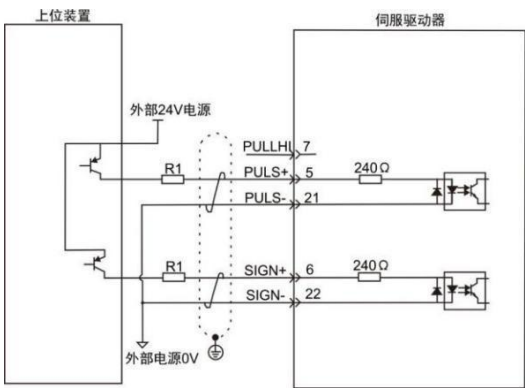 上位装置
伺服驱动器
外部24V电源
PULLHI 7
R1 PULS+ 5 240Ω
PULS- 21
R1 SIGN+ 6 240Ω
SIGN- 22
外部电源0V